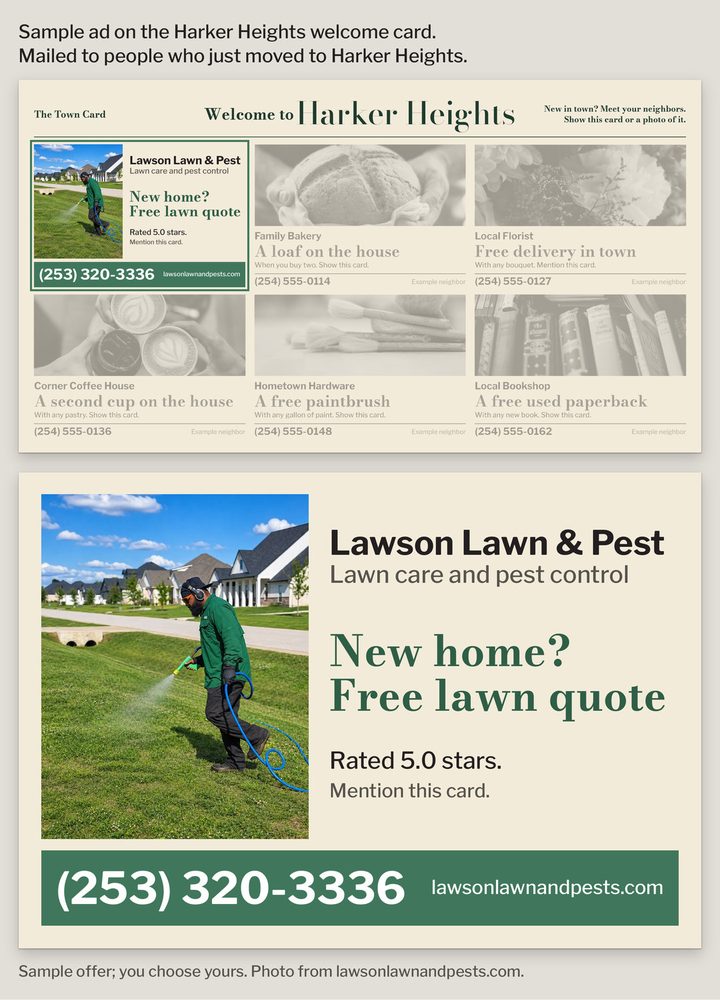 Sample ad on the Harker Heights welcome card.
Mailed to people who just moved to Harker Heights.
The Town Card
Welcome to Harker Heights
New in town? Meet your neighbors.
Show this card or a photo of it.
Lawson Lawn & Pest
Lawn care and pest control
New home?
Free lawn quote
Rated 5.0 stars.
Mention this card.
(253) 320-3336 lawsonlawnandpests.com
Family Bakery
A loaf on the house
When you buy two. Show this card.
(254) 555-0114 Example neighbor
Local Florist
Free delivery in town
With any bouquet. Mention this card.
(254) 555-0127 Example neighbor
Corner Coffee House
A second cup on the house
With any pastry. Show this card.
(254) 555-0136 Example neighbor
Hometown Hardware
A free paintbrush
With any gallon of paint. Show this card.
(254) 555-0148 Example neighbor
Local Bookshop
A free used paperback
With any new book. Show this card.
(254) 555-0162 Example neighbor
Lawson Lawn & Pest
Lawn care and pest control
New home?
Free lawn quote
Rated 5.0 stars.
Mention this card.
(253) 320-3336 lawsonlawnandpests.com
Sample offer; you choose yours. Photo from lawsonlawnandpests.com.